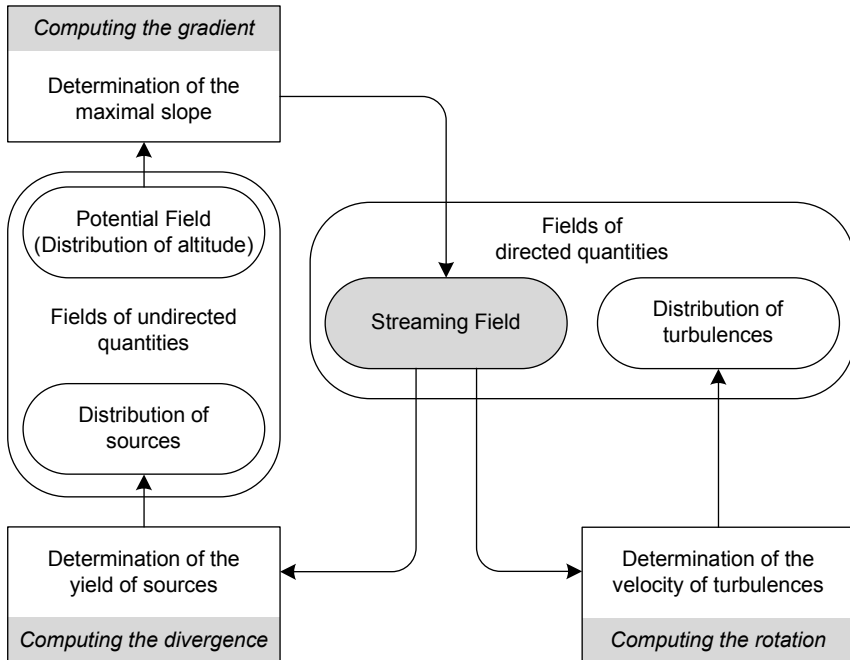 Computing the gradient
Determination of the
maximal slope
Potential Field
(Distribution of altitude)
Fields of undirected
quantities
Distribution of
sources
Determination of the
yield of sources
Computing the divergence
Fields of
directed quantities
Streaming Field
Distribution of
turbulences
Determination of the
velocity of turbulences
Computing the rotation